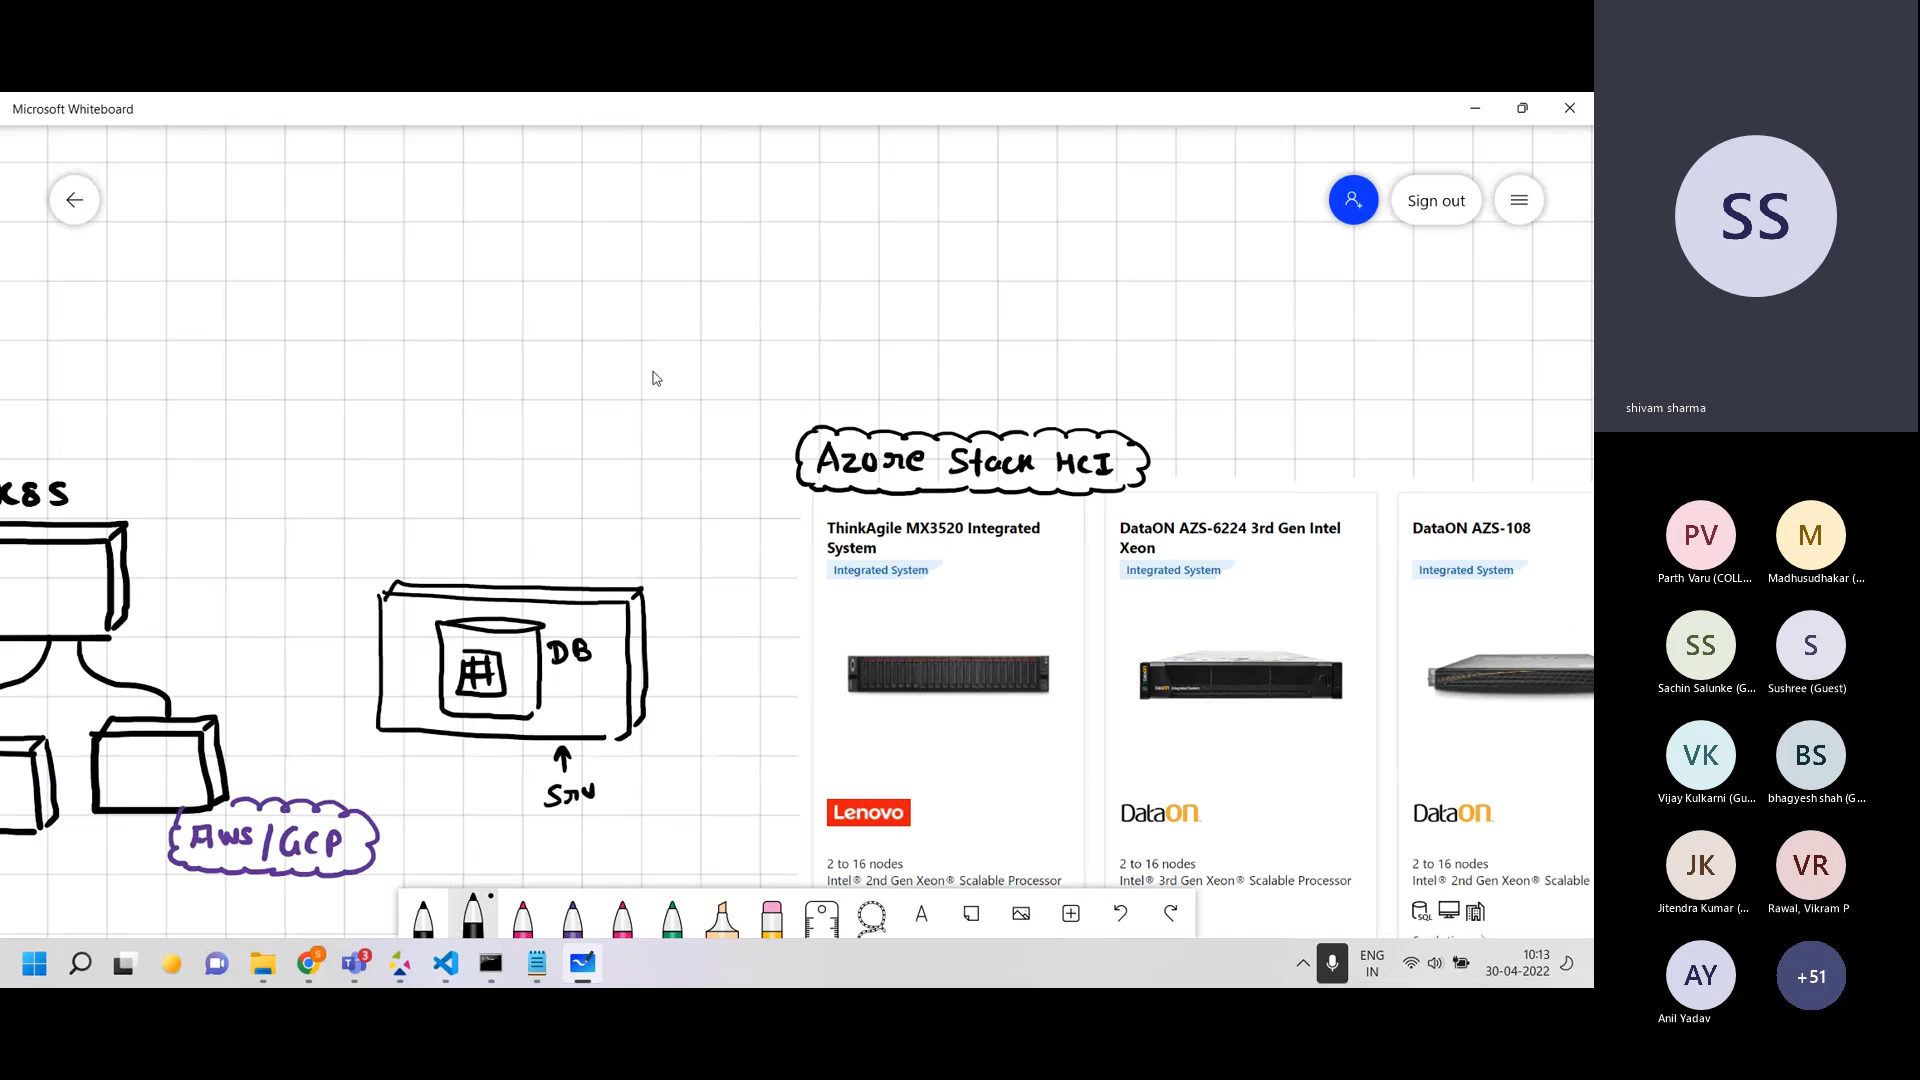 Microsoft Whiteboard
Sign out
SS
shivam sharma
Azore Stack HCI
K8S
ThinkAgile MX3520 Integrated
System
Integrated System
DataON AZS-6224 3rd Gen Intel
Xeon
Integrated System
DataON AZS-108
Integrated System
DB
Srv
AWS/GCP
Lenovo
DataON
DataON
2 to 16 nodes
Intel® 2nd Gen Xeon® Scalable Processor
2 to 16 nodes
Intel® 3rd Gen Xeon® Scalable Processor
2 to 16 nodes
Intel® 2nd Gen Xeon® Scalable
SQL
A
PV
Parth Varu (COLL...
M
Madhusudhakar (...
SS
Sachin Salunke (G...
S
Sushree (Guest)
VK
Vijay Kulkarni (Gu...
BS
bhagyesh shah (G...
JK
Jitendra Kumar (...
VR
Rawal, Vikram P
AY
Anil Yadav
+51
S
3
ENG
IN
10:13
30-04-2022